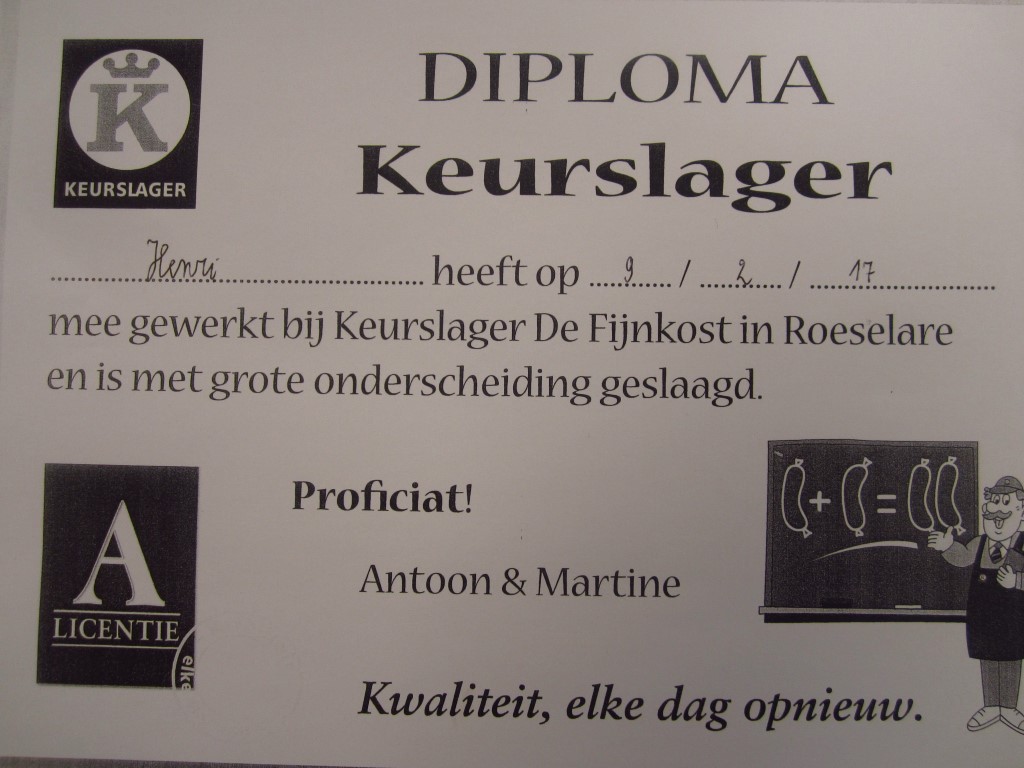 K
KEURSLAGER
DIPLOMA
Keurslager
Henri heeft op 9 / 2 / 17
mee gewerkt bij Keurslager De Fijnkost in Roeselare
en is met grote onderscheiding geslaagd.
A
LICENTIE
elke
Proficiat!
+ =
Antoon & Martine
Kwaliteit, elke dag opnieuw.